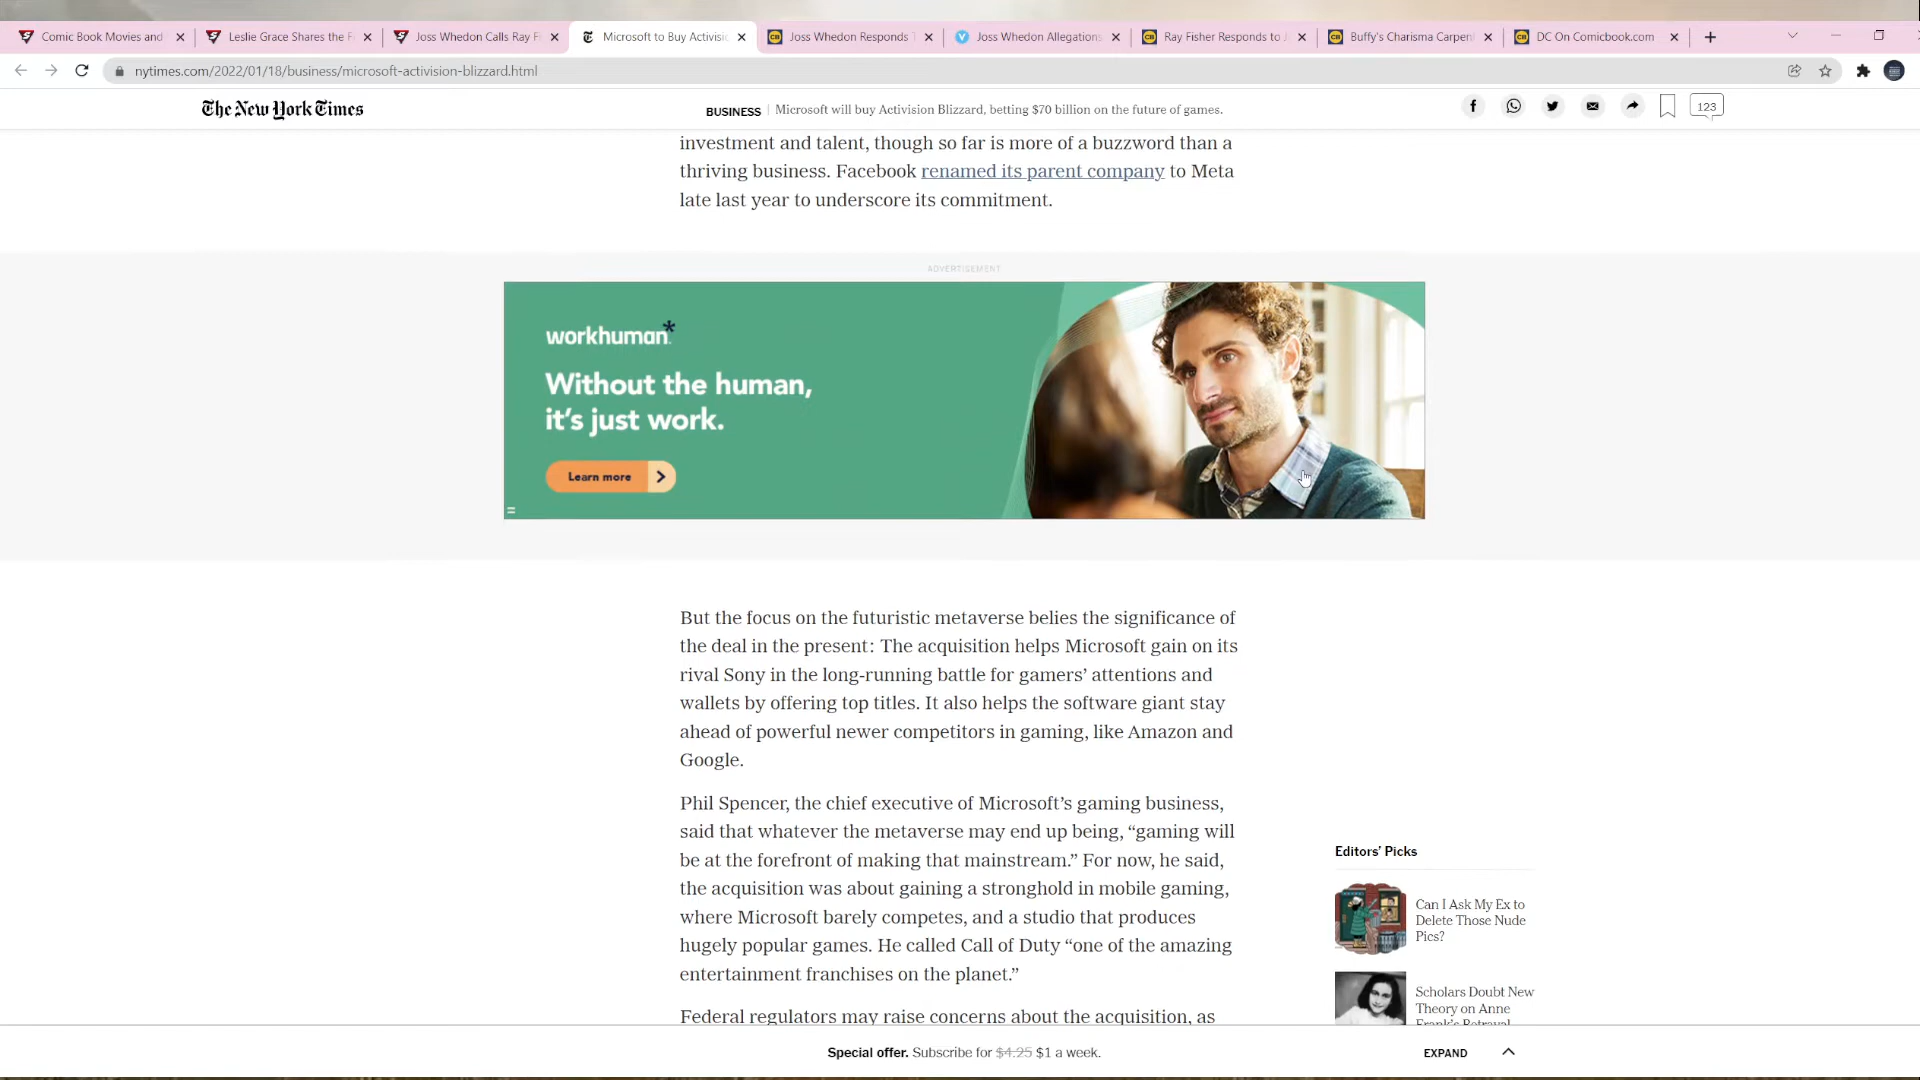 Comic Book Movies and
Leslie Grace Shares the F
Joss Whedon Calls Ray Fi
Microsoft to Buy Activisi
Joss Whedon Responds T
Joss Whedon Allegations
Ray Fisher Responds to J
Buffy's Charisma Carpen
DC On Comicbook.com
nytimes.com/2022/01/18/business/microsoft-activision-blizzard.html
The New York Times
BUSINESS | Microsoft will buy Activision Blizzard, betting $70 billion on the future of games.
123
investment and talent, though so far is more of a buzzword than a
thriving business. Facebook renamed its parent company to Meta
late last year to underscore its commitment.
ADVERTISEMENT
workhuman*
Without the human,
it's just work.
Learn more
But the focus on the futuristic metaverse belies the significance of
the deal in the present: The acquisition helps Microsoft gain on its
rival Sony in the long-running battle for gamers' attentions and
wallets by offering top titles. It also helps the software giant stay
ahead of powerful newer competitors in gaming, like Amazon and
Google.
Phil Spencer, the chief executive of Microsoft's gaming business,
said that whatever the metaverse may end up being, “gaming will
be at the forefront of making that mainstream.” For now, he said,
the acquisition was about gaining a stronghold in mobile gaming,
where Microsoft barely competes, and a studio that produces
hugely popular games. He called Call of Duty “one of the amazing
entertainment franchises on the planet.”
Federal regulators may raise concerns about the acquisition, as
Editors' Picks
Can I Ask My Ex to
Delete Those Nude
Pics?
Scholars Doubt New
Theory on Anne
Frank's Betrayal
Special offer. Subscribe for $4.25 $1 a week.
EXPAND